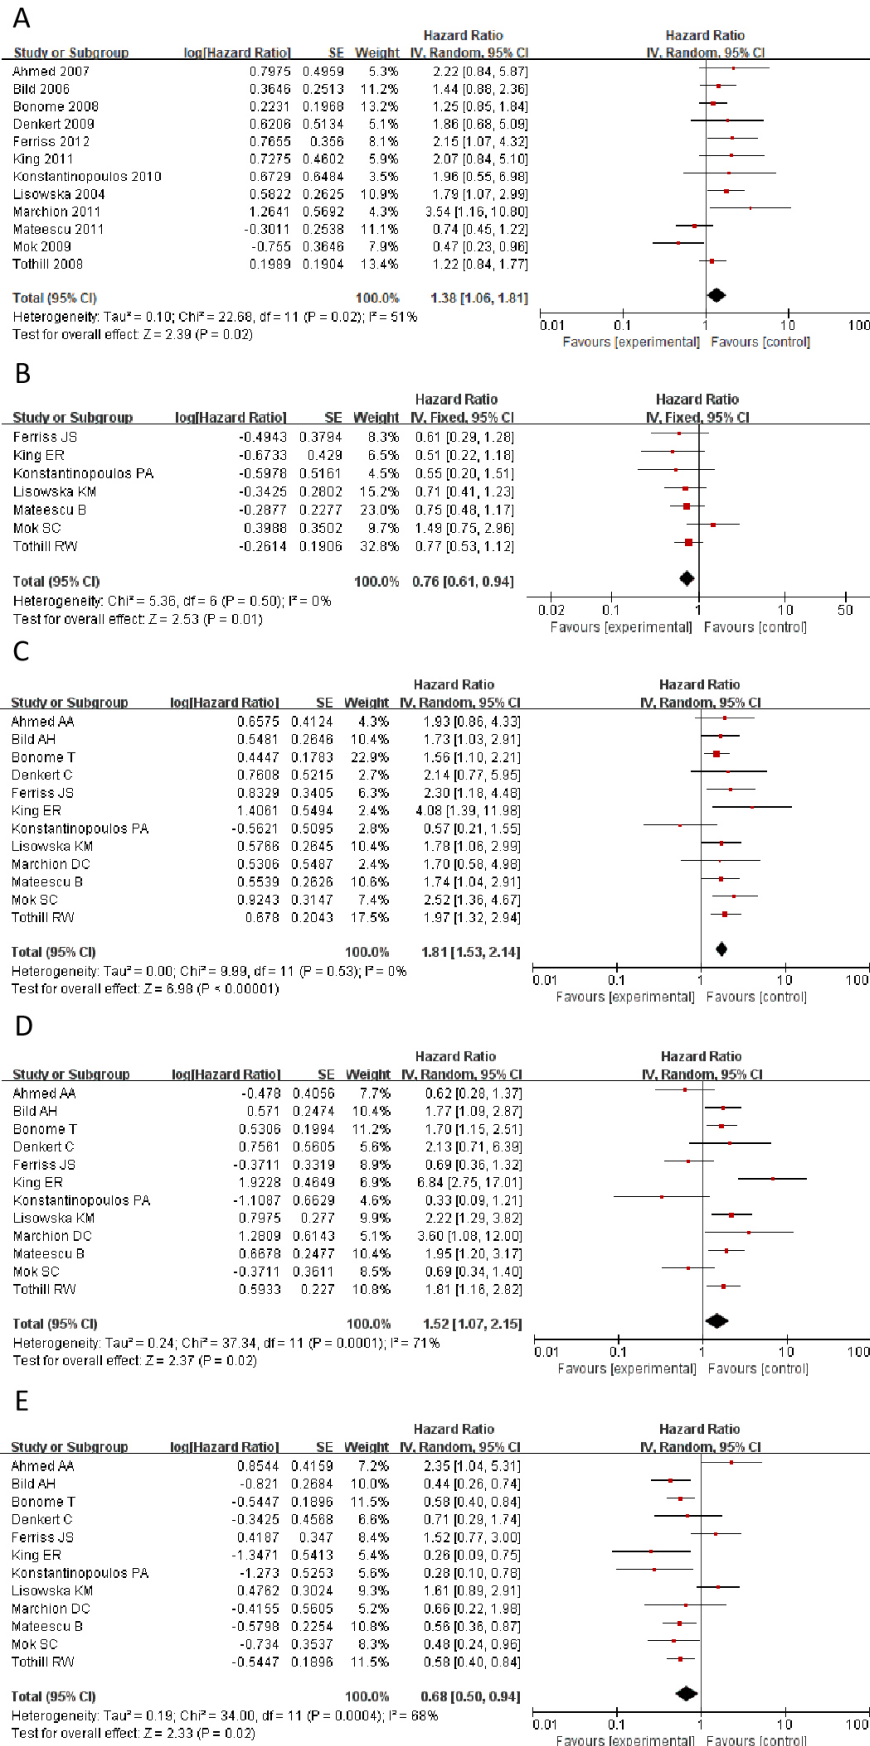 A
Hazard Ratio Hazard Ratio
Study or Subgroup log[Hazard Ratio] SE Weight IV, Random, 95% CI IV, Random, 95% CI
Ahmed 2007 0.7975 0.4959 5.3% 2.22 [0.84, 5.87]
Bild 2006 0.3646 0.2513 11.2% 1.44 [0.88, 2.36]
Bonome 2008 0.2231 0.1968 13.2% 1.25 [0.85, 1.84]
Denkert 2009 0.6206 0.5134 5.1% 1.86 [0.68, 5.09]
Ferriss 2012 0.7655 0.356 8.1% 2.15 [1.07, 4.32]
King 2011 0.7275 0.4602 5.9% 2.07 [0.84, 5.10]
Konstantinopoulos 2010 0.6729 0.6484 3.5% 1.96 [0.55, 6.98]
Lisowska 2004 0.5822 0.2625 10.9% 1.79 [1.07, 2.99]
Marchion 2011 1.2641 0.5692 4.3% 3.54 [1.16, 10.80]
Mateescu 2011 -0.3011 0.2538 11.1% 0.74 [0.45, 1.22]
Mok 2009 -0.755 0.3646 7.9% 0.47 [0.23, 0.96]
Tothill 2008 0.1989 0.1904 13.4% 1.22 [0.84, 1.77]
Total (95% CI) 100.0% 1.38 [1.06, 1.81]
Heterogeneity: Tau² = 0.10; Chi² = 22.68, df = 11 (P = 0.02); I² = 51%
Test for overall effect: Z = 2.39 (P = 0.02)
0.01 0.1 1 10 100
Favours [experimental] Favours [control]
B
Hazard Ratio Hazard Ratio
Study or Subgroup log[Hazard Ratio] SE Weight IV, Fixed, 95% CI IV, Fixed, 95% CI
Ferriss JS -0.4943 0.3794 8.3% 0.61 [0.29, 1.28]
King ER -0.6733 0.429 6.5% 0.51 [0.22, 1.18]
Konstantinopoulos PA -0.5978 0.5161 4.5% 0.55 [0.20, 1.51]
Lisowska KM -0.3425 0.2802 15.2% 0.71 [0.41, 1.23]
Mateescu B -0.2877 0.2277 23.0% 0.75 [0.48, 1.17]
Mok SC 0.3988 0.3502 9.7% 1.49 [0.75, 2.96]
Tothill RW -0.2614 0.1906 32.8% 0.77 [0.53, 1.12]
Total (95% CI) 100.0% 0.76 [0.61, 0.94]
Heterogeneity: Chi² = 5.36, df = 6 (P = 0.50); I² = 0%
Test for overall effect: Z = 2.53 (P = 0.01)
0.02 0.1 1 10 50
Favours [experimental] Favours [control]
C
Hazard Ratio Hazard Ratio
Study or Subgroup log[Hazard Ratio] SE Weight IV, Random, 95% CI IV, Random, 95% CI
Ahmed AA 0.6575 0.4124 4.3% 1.93 [0.86, 4.33]
Bild AH 0.5481 0.2646 10.4% 1.73 [1.03, 2.91]
Bonome T 0.4447 0.1783 22.9% 1.56 [1.10, 2.21]
Denkert C 0.7608 0.5215 2.7% 2.14 [0.77, 5.95]
Ferriss JS 0.8329 0.3405 6.3% 2.30 [1.18, 4.48]
King ER 1.4061 0.5494 2.4% 4.08 [1.39, 11.98]
Konstantinopoulos PA -0.5621 0.5095 2.8% 0.57 [0.21, 1.55]
Lisowska KM 0.5766 0.2645 10.4% 1.78 [1.06, 2.99]
Marchion DC 0.5306 0.5487 2.4% 1.70 [0.58, 4.98]
Mateescu B 0.5539 0.2626 10.6% 1.74 [1.04, 2.91]
Mok SC 0.9243 0.3147 7.4% 2.52 [1.36, 4.67]
Tothill RW 0.678 0.2043 17.5% 1.97 [1.32, 2.94]
Total (95% CI) 100.0% 1.81 [1.53, 2.14]
Heterogeneity: Tau² = 0.00; Chi² = 9.99, df = 11 (P = 0.53); I² = 0%
Test for overall effect: Z = 6.98 (P < 0.00001)
0.01 0.1 1 10 100
Favours [experimental] Favours [control]
D
Hazard Ratio Hazard Ratio
Study or Subgroup log[Hazard Ratio] SE Weight IV, Random, 95% CI IV, Random, 95% CI
Ahmed AA -0.478 0.4056 7.7% 0.62 [0.28, 1.37]
Bild AH 0.571 0.2474 10.4% 1.77 [1.09, 2.87]
Bonome T 0.5306 0.1994 11.2% 1.70 [1.15, 2.51]
Denkert C 0.7561 0.5605 5.6% 2.13 [0.71, 6.39]
Ferriss JS -0.3711 0.3319 8.9% 0.69 [0.36, 1.32]
King ER 1.9228 0.4649 6.9% 6.84 [2.75, 17.01]
Konstantinopoulos PA -1.1087 0.6629 4.6% 0.33 [0.09, 1.21]
Lisowska KM 0.7975 0.277 9.9% 2.22 [1.29, 3.82]
Marchion DC 1.2809 0.6143 5.1% 3.60 [1.08, 12.00]
Mateescu B 0.6678 0.2477 10.4% 1.95 [1.20, 3.17]
Mok SC -0.3711 0.3611 8.5% 0.69 [0.34, 1.40]
Tothill RW 0.5933 0.227 10.8% 1.81 [1.16, 2.82]
Total (95% CI) 100.0% 1.52 [1.07, 2.15]
Heterogeneity: Tau² = 0.24; Chi² = 37.34, df = 11 (P = 0.0001); I² = 71%
Test for overall effect: Z = 2.37 (P = 0.02)
0.01 0.1 1 10 100
Favours [experimental] Favours [control]
E
Hazard Ratio Hazard Ratio
Study or Subgroup log[Hazard Ratio] SE Weight IV, Random, 95% CI IV, Random, 95% CI
Ahmed AA 0.8544 0.4159 7.2% 2.35 [1.04, 5.31]
Bild AH -0.821 0.2684 10.0% 0.44 [0.26, 0.74]
Bonome T -0.5447 0.1896 11.5% 0.58 [0.40, 0.84]
Denkert C -0.3425 0.4568 6.6% 0.71 [0.29, 1.74]
Ferriss JS 0.4187 0.347 8.4% 1.52 [0.77, 3.00]
King ER -1.3471 0.5413 5.4% 0.26 [0.09, 0.75]
Konstantinopoulos PA -1.273 0.5253 5.6% 0.28 [0.10, 0.78]
Lisowska KM 0.4762 0.3024 9.3% 1.61 [0.89, 2.91]
Marchion DC -0.4155 0.5605 5.2% 0.66 [0.22, 1.98]
Mateescu B -0.5798 0.2254 10.8% 0.56 [0.36, 0.87]
Mok SC -0.734 0.3537 8.3% 0.48 [0.24, 0.96]
Tothill RW -0.5447 0.1896 11.5% 0.58 [0.40, 0.84]
Total (95% CI) 100.0% 0.68 [0.50, 0.94]
Heterogeneity: Tau² = 0.19; Chi² = 34.00, df = 11 (P = 0.0004); I² = 68%
Test for overall effect: Z = 2.33 (P = 0.02)
0.01 0.1 1 10 100
Favours [experimental] Favours [control]